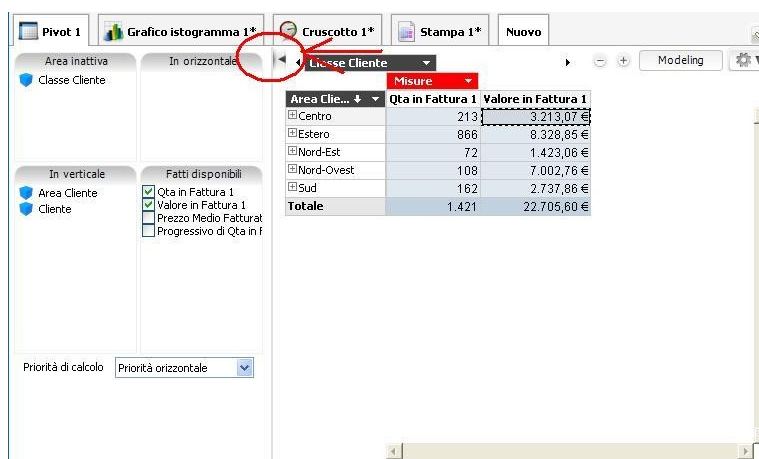 Pivot 1 Grafico istogramma 1* Cruscotto 1* Stampa 1* Nuovo
Area inattiva In orizzontale Classe Cliente Modeling
Classe Cliente
Misure
Area Clie... Qta in Fattura 1 Valore in Fattura 1
Centro 213 3.213,07 €
Estero 866 8.328,85 €
Nord-Est 72 1.423,06 €
Nord-Ovest 108 7.002,76 €
Sud 162 2.737,86 €
Totale 1.421 22.705,60 €
In verticale Fatti disponibili
Area Cliente
Cliente
Qta in Fattura 1
Valore in Fattura 1
Prezzo Medio Fatturat
Progressivo di Qta in F
Priorità di calcolo Priorità orizzontale